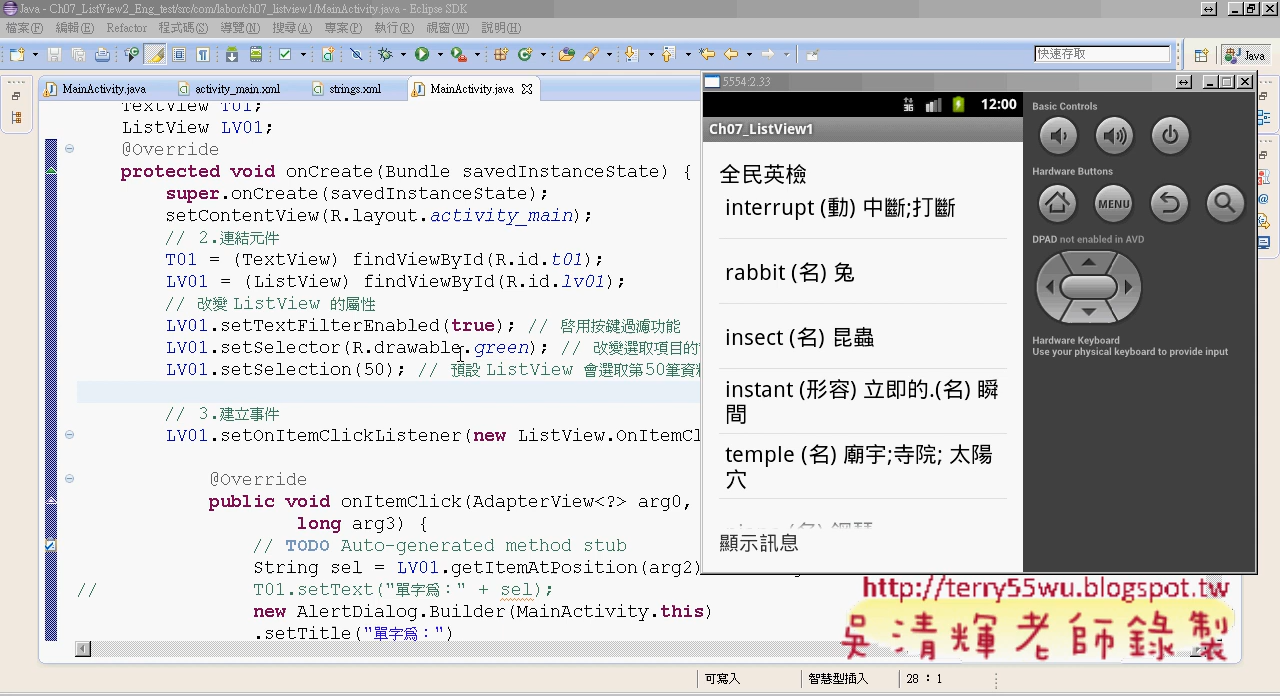 Java - Ch07_ListView2_Eng_test/src/com/labor/ch07_listview1/MainActivity.java - Eclipse SDK
檔案(F) 編輯(E) Refactor 程式碼(S) 導覽(N) 搜尋(A) 專案(P) 執行(R) 視窗(W) 說明(H)
快速存取
Java
MainActivity.java activity_main.xml strings.xml MainActivity.java
TextView T01;
ListView LV01;
@Override
protected void onCreate(Bundle savedInstanceState) {
super.onCreate(savedInstanceState);
setContentView(R.layout.activity_main);
// 2.連結元件
T01 = (TextView) findViewById(R.id.t01);
LV01 = (ListView) findViewById(R.id.lv01);
// 改變 ListView 的屬性
LV01.setTextFilterEnabled(true); // 啓用按鍵過濾功能
LV01.setSelector(R.drawable.green); // 改變選取項目的
LV01.setSelection(50); // 預設 ListView 會選取第50筆資料
// 3.建立事件
LV01.setOnItemClickListener(new ListView.OnItemCl
@Override
public void onItemClick(AdapterView<?> arg0,
long arg3) {
// TODO Auto-generated method stub
String sel = LV01.getItemAtPosition(arg2)
// T01.setText("單字爲：" + sel);
new AlertDialog.Builder(MainActivity.this)
.setTitle("單字爲：")
5554:2.33
3G 12:00
Ch07_ListView1
全民英檢
interrupt (動) 中斷;打斷
rabbit (名) 兔
insect (名) 昆蟲
instant (形容) 立即的.(名) 瞬
間
temple (名) 廟宇;寺院; 太陽
穴
piano (名) 鋼琴
顯示訊息
Basic Controls
Hardware Buttons
MENU
DPAD not enabled in AVD
Hardware Keyboard
Use your physical keyboard to provide input
http://terry55wu.blogspot.tw
吳清輝老師錄製
可寫入 智慧型插入 28 : 1